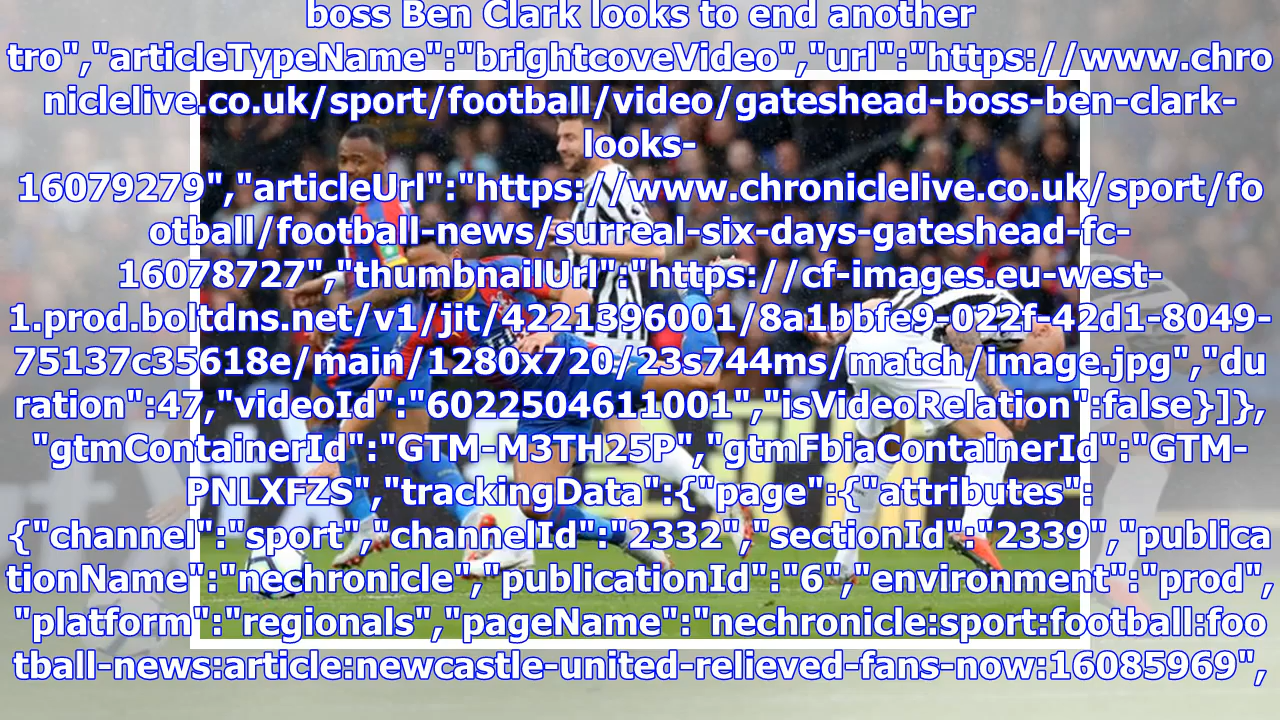 boss Ben Clark looks to end another
tro","articleTypeName":"brightcoveVideo","url":"https://www.chro
niclelive.co.uk/sport/football/video/gateshead-boss-ben-clark-
looks-
16079279","articleUrl":"https://www.chroniclelive.co.uk/sport/fo
otball/football-news/surreal-six-days-gateshead-fc-
16078727","thumbnailUrl":"https://cf-images.eu-west-
1.prod.boltdns.net/v1/jit/4221396001/8a1bbfe9-022f-42d1-8049-
75137c35618e/main/1280x720/23s744ms/match/image.jpg","du
ration":47,"videoId":"6022504611001","isVideoRelation":false}]},
"gtmContainerId":"GTM-M3TH25P","gtmFbiaContainerId":"GTM-
PNLXFZS","trackingData":{"page":{"attributes":
{"channel":"sport","channelId":"2332","sectionId":"2339","publica
tionName":"nechronicle","publicationId":"6","environment":"prod",
"platform":"regionals","pageName":"nechronicle:sport:football:foo
tball-news:article:newcastle-united-relieved-fans-now:16085969",